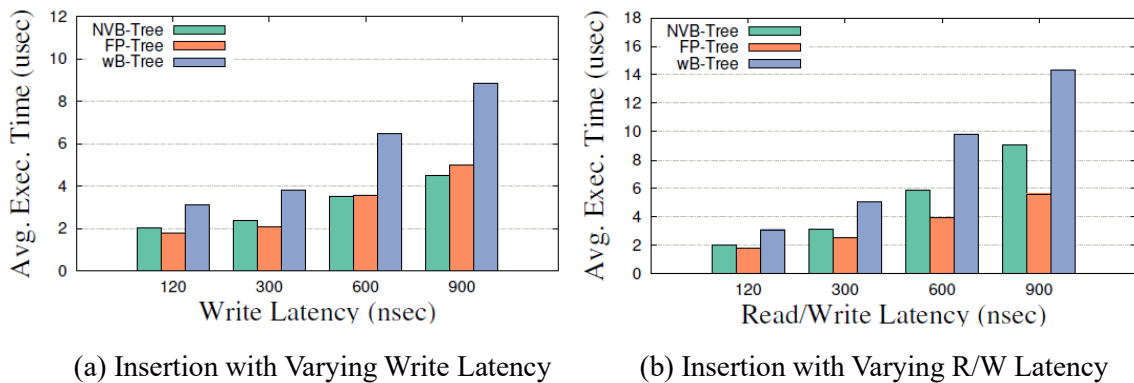 Avg. Exec. Time (usec)
12
10
8
6
4
2
0
NVB-Tree
FP-Tree
wB-Tree
120 300 600 900
Write Latency (nsec)
(a) Insertion with Varying Write Latency
Avg. Exec. Time (usec)
18
16
14
12
10
8
6
4
2
0
NVB-Tree
FP-Tree
wB-Tree
120 300 600 900
Read/Write Latency (nsec)
(b) Insertion with Varying R/W Latency